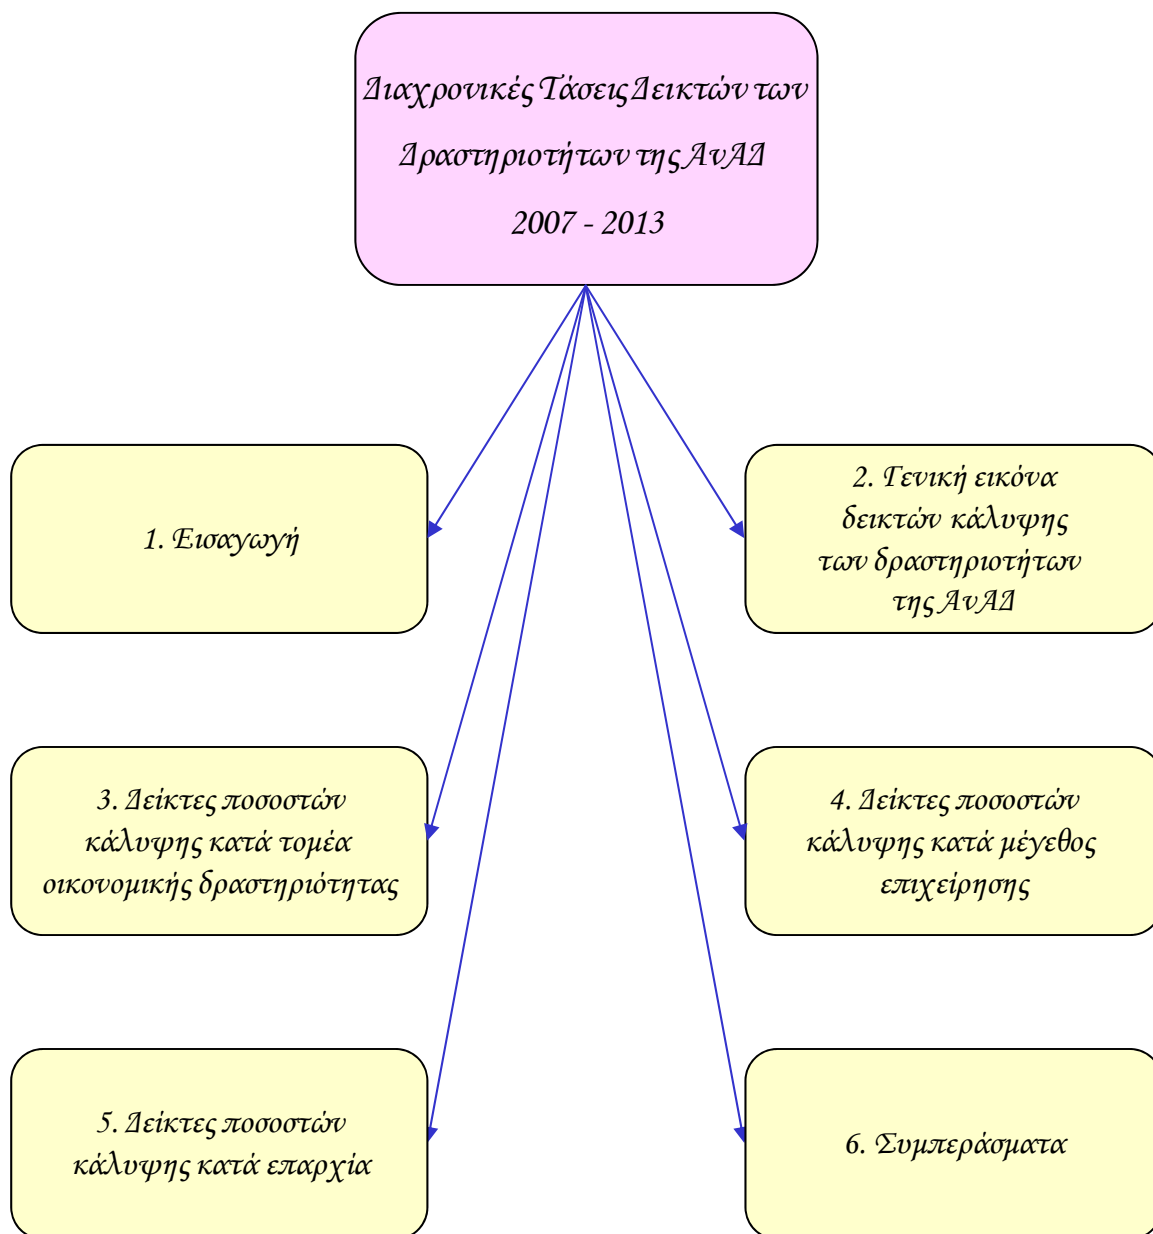 Διαχρονικές Τάσεις Δεικτών των
Δραστηριοτήτων της ΑνΑΔ
2007 - 2013
1. Εισαγωγή
2. Γενική εικόνα
δεικτών κάλυψης
των δραστηριοτήτων
της ΑνΑΔ
3. Δείκτες ποσοστών
κάλυψης κατά τομέα
οικονομικής δραστηριότητας
4. Δείκτες ποσοστών
κάλυψης κατά μέγεθος
επιχείρησης
5. Δείκτες ποσοστών
κάλυψης κατά επαρχία
6. Συμπεράσματα